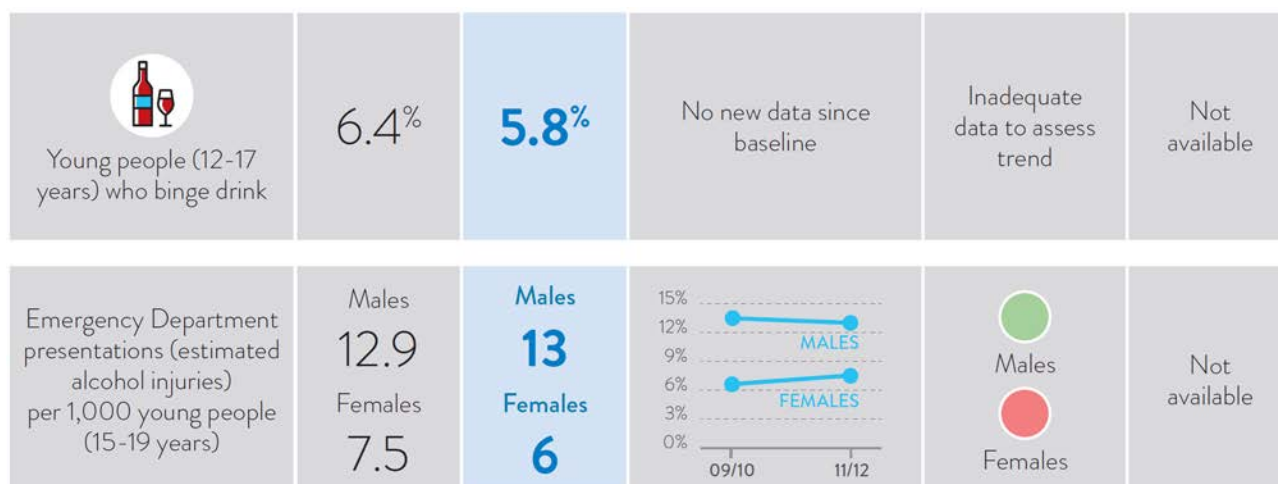 Young people (12-17
years) who binge drink
6.4%
5.8%
No new data since
baseline
Inadequate
data to assess
trend
Not
available
Emergency Department
presentations (estimated
alcohol injuries)
per 1,000 young people
(15-19 years)
Males
12.9
Females
7.5
Males
13
Females
6
15%
12%
9%
6%
3%
0%
MALES
FEMALES
09/10
11/12
Males
Females
Not
available